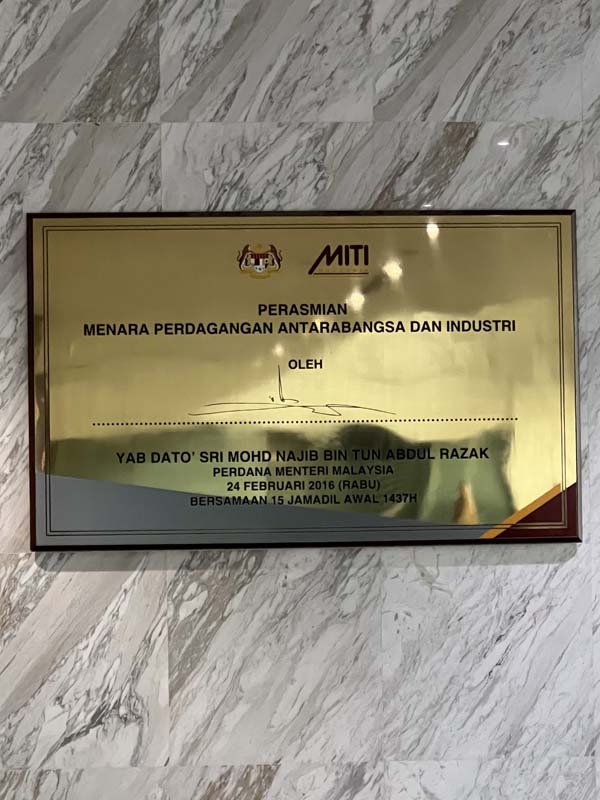 MITI
PERASMIAN
MENARA PERDAGANGAN ANTARABANGSA DAN INDUSTRI
OLEH
YAB DATO' SRI MOHD NAJIB BIN TUN ABDUL RAZAK
PERDANA MENTERI MALAYSIA
24 FEBRUARI 2016 (RABU)
BERSAMAAN 15 JAMADIL AWAL 1437H